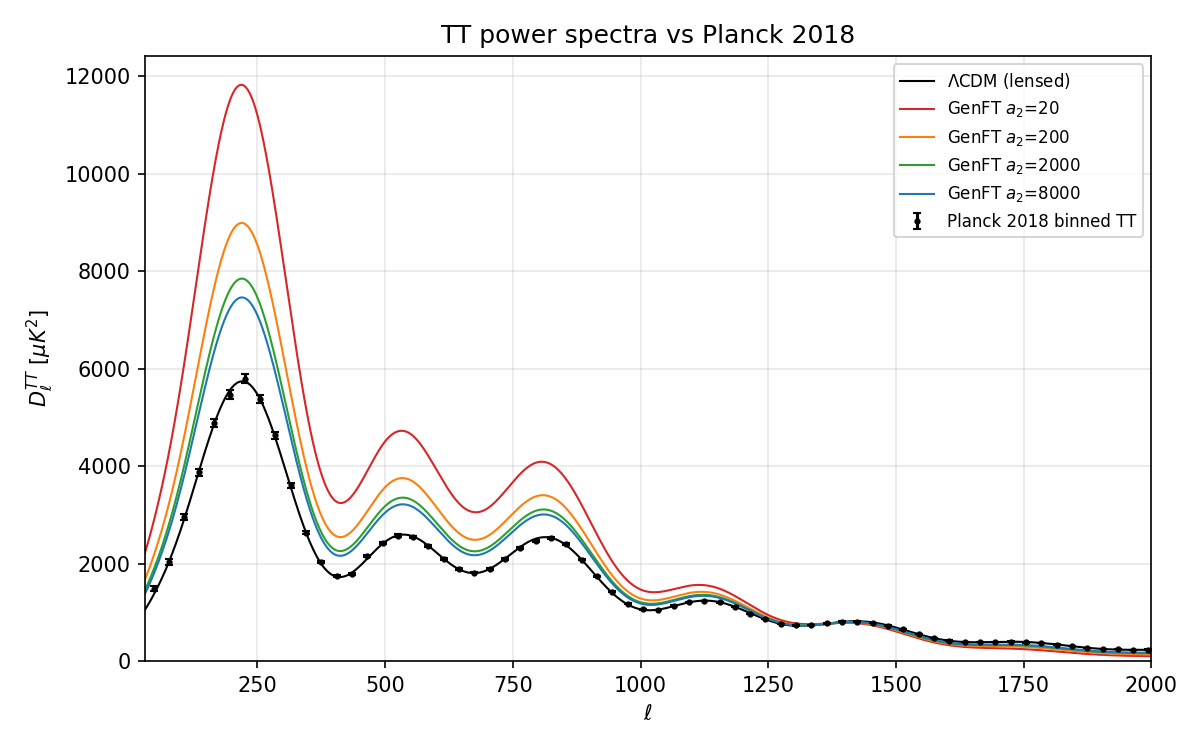 TT power spectra vs Planck 2018
12000
10000
8000
6000
4000
2000
0
D_ℓ^{TT} [μK²]
ΛCDM (lensed)
GenFT a₂=20
GenFT a₂=200
GenFT a₂=2000
GenFT a₂=8000
Planck 2018 binned TT
250 500 750 1000 1250 1500 1750 2000
ℓ